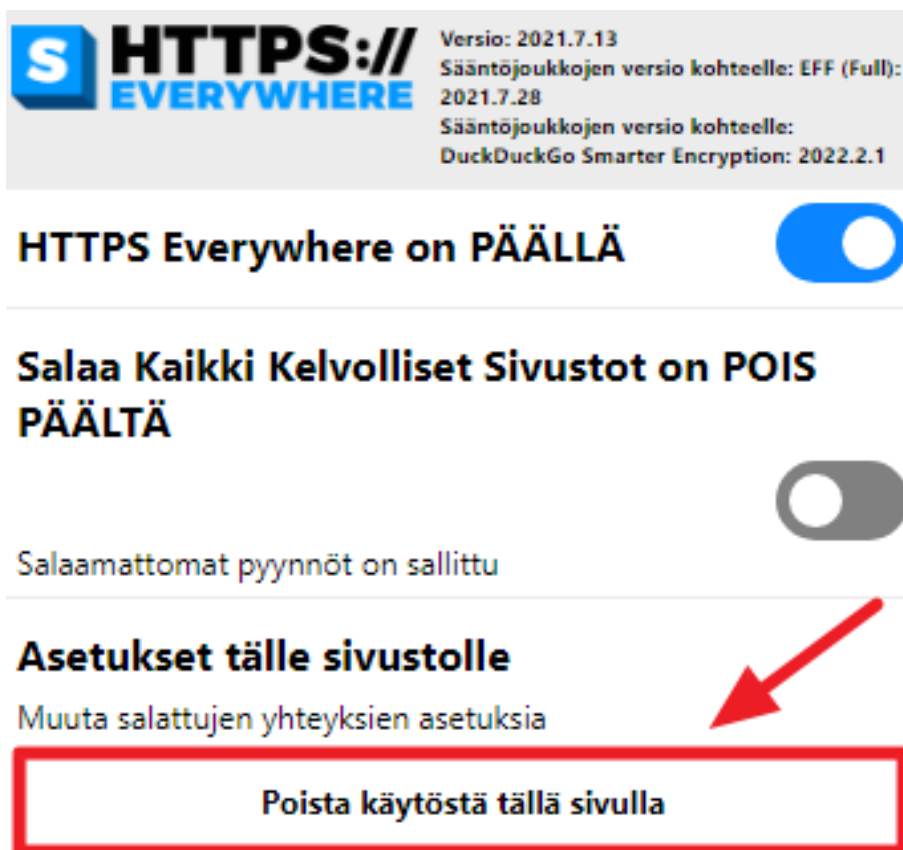 S HTTPS://
EVERYWHERE
Versio: 2021.7.13
Sääntöjoukkojen versio kohteelle: EFF (Full):
2021.7.28
Sääntöjoukkojen versio kohteelle:
DuckDuckGo Smarter Encryption: 2022.2.1
HTTPS Everywhere on PÄÄLLÄ
Salaa Kaikki Kelvolliset Sivustot on POIS
PÄÄLTÄ
Salaamattomat pyynnöt on sallittu
Asetukset tälle sivustolle
Muuta salattujen yhteyksien asetuksia
Poista käytöstä tällä sivulla